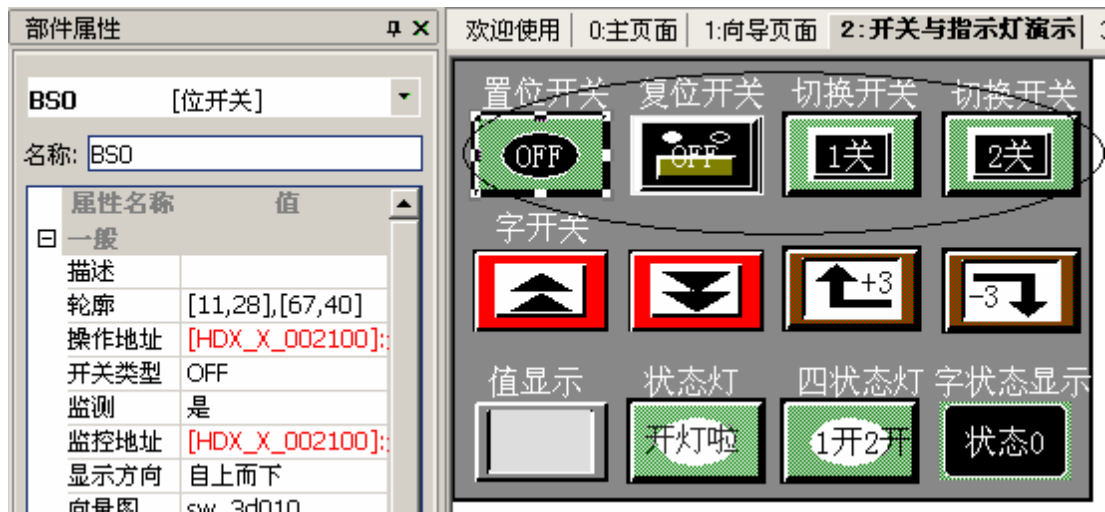 部件属性
BS0 [位开关]
名称: BS0
属性名称 值
一般
描述
轮廓 [11,28],[67,40]
操作地址 [HDX_X_002100]:
开关类型 OFF
监测 是
监控地址 [HDX_X_002100]:
显示方向 自上而下
向量图 sw_3d010
欢迎使用 0:主页面 1:向导页面 2:开关与指示灯演示
置位开关 复位开关 切换开关 切换开关
OFF OFF 1关 2关
字开关
+3 -3
值显示 状态灯 四状态灯 字状态显示
开灯啦 1开2开 状态0